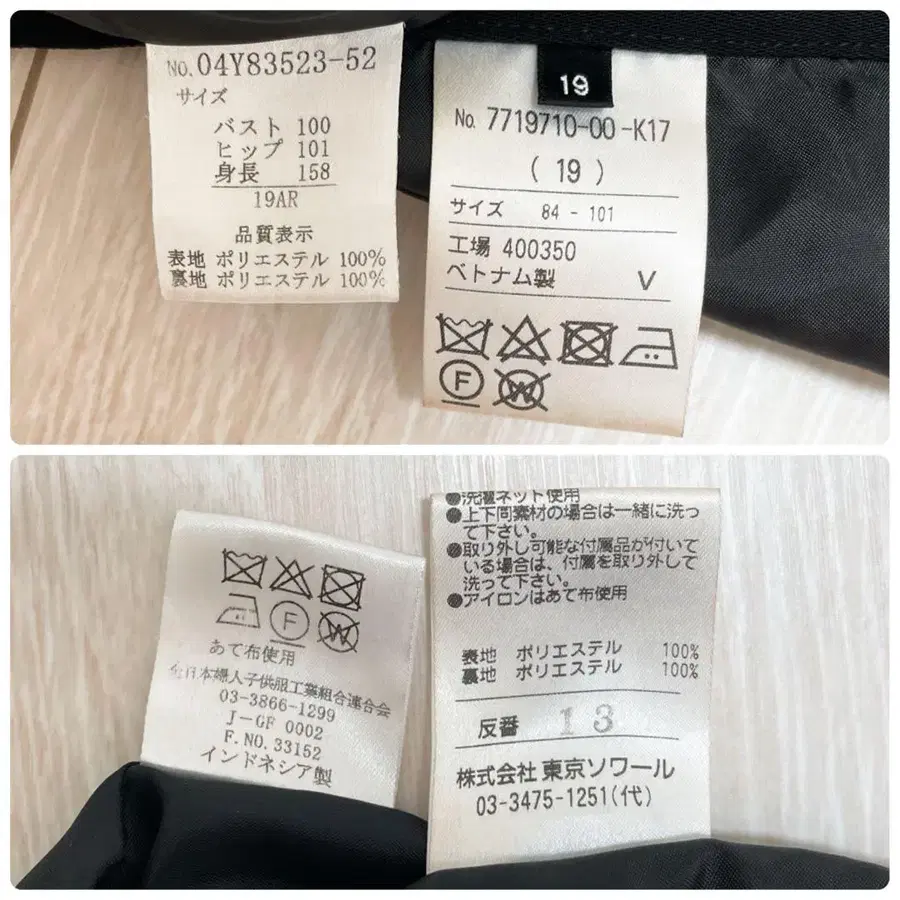 No. 04Y83523-52
サイズ
バスト 100
ヒップ 101
身長 158
19AR
品質表示
表地 ポリエステル 100%
裏地 ポリエステル 100%
19
No. 7719710-00-K17
( 19 )
サイズ 84 - 101
工場 400350
ベトナム製 V
F W
F W
あて布使用
全日本婦人子供服工業組合連合会
03-3866-1299
J-GF 0002
F.NO.33152
インドネシア製
●洗濯ネット使用
●上下同素材の場合は一緒に洗っ
て下さい。
●取り外し可能な付属品が付いて
いる場合は、付属を取り外して
洗って下さい。
●アイロンはあて布使用
表地 ポリエステル 100%
裏地 ポリエステル 100%
反番 13
株式会社 東京ソワール
03-3475-1251(代)